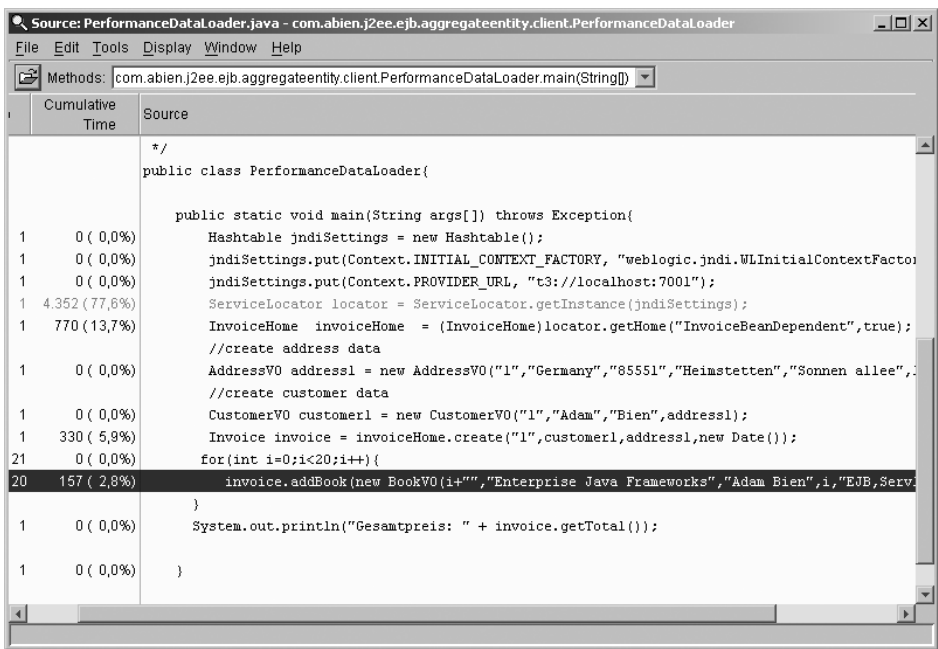 Source: PerformanceDataLoader.java - com.abien.j2ee.ejb.aggregateentity.client.PerformanceDataLoader
File Edit Tools Display Window Help
Methods: com.abien.j2ee.ejb.aggregateentity.client.PerformanceDataLoader.main(String[])
Cumulative
Time
Source
*/
public class PerformanceDataLoader{
public static void main(String args[]) throws Exception{
1 0 ( 0,0%) Hashtable jndiSettings = new Hashtable();
1 0 ( 0,0%) jndiSettings.put(Context.INITIAL_CONTEXT_FACTORY, "weblogic.jndi.WLInitialContextFactor
1 0 ( 0,0%) jndiSettings.put(Context.PROVIDER_URL, "t3://localhost:7001");
1 4.352 (77,6%) ServiceLocator locator = ServiceLocator.getInstance(jndiSettings);
1 770 (13,7%) InvoiceHome invoiceHome = (InvoiceHome)locator.getHome("InvoiceBeanDependent",true);
//create address data
1 0 ( 0,0%) AddressVO address1 = new AddressVO("1","Germany","85551","Heimstetten","Sonnen allee",
//create customer data
1 0 ( 0,0%) CustomerVO customer1 = new CustomerVO("1","Adam","Bien",address1);
1 330 ( 5,9%) Invoice invoice = invoiceHome.create("1",customer1,address1,new Date());
21 0 ( 0,0%) for(int i=0;i<20;i++){
20 157 ( 2,8%) invoice.addBook(new BookVO(i+"","Enterprise Java Frameworks","Adam Bien",i,"EJB,Serv
}
1 0 ( 0,0%) System.out.println("Gesamtpreis: " + invoice.getTotal());
1 0 ( 0,0%) }